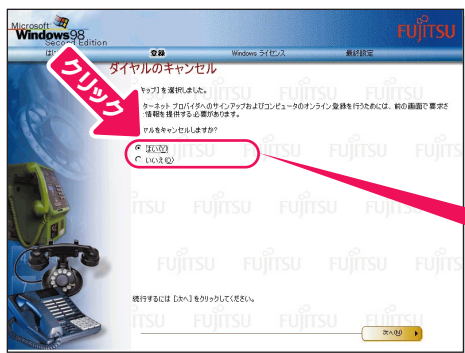 Microsoft
Windows98
Second Edition
FUJITSU
登録
Windows ライセンス
最終設定
クリック
ダイヤルのキャンセル
キップ]を選択しました。
ターネット プロバイダへのサインアップおよびコンピュータのオンライン登録を行うためには、前の画面で要求さ
情報を提供する必要があります。
ヤルをキャンセルしますか?
はい(Y)
いいえ(O)
続行するには [次へ] をクリックしてください。
次へ(N)
FUJITSU